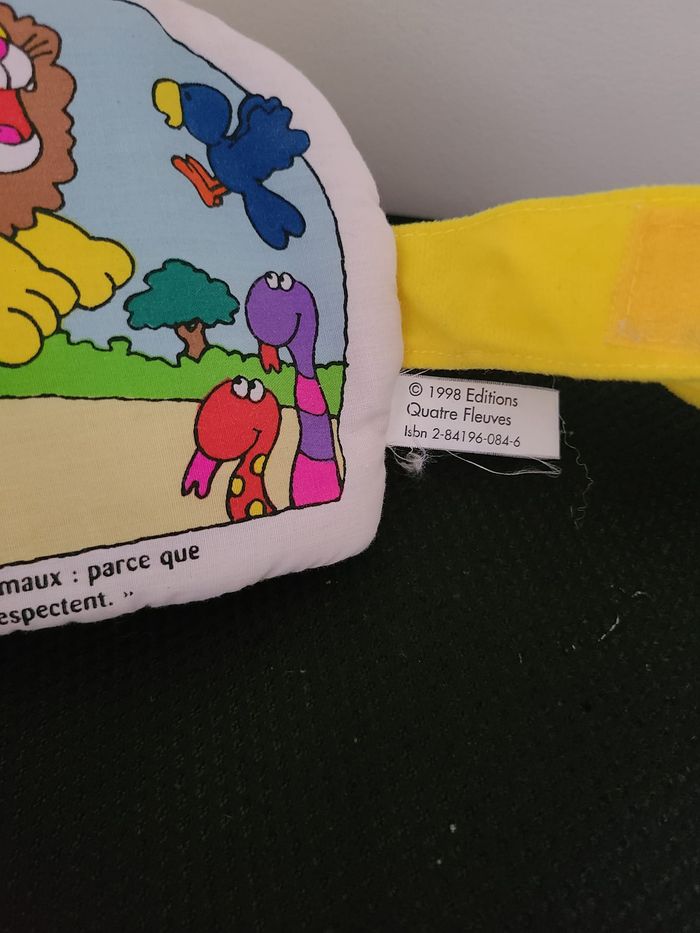 © 1998 Editions
Quatre Fleuves
Isbn 2-84196-084-6
maux : parce que
espectent. ”